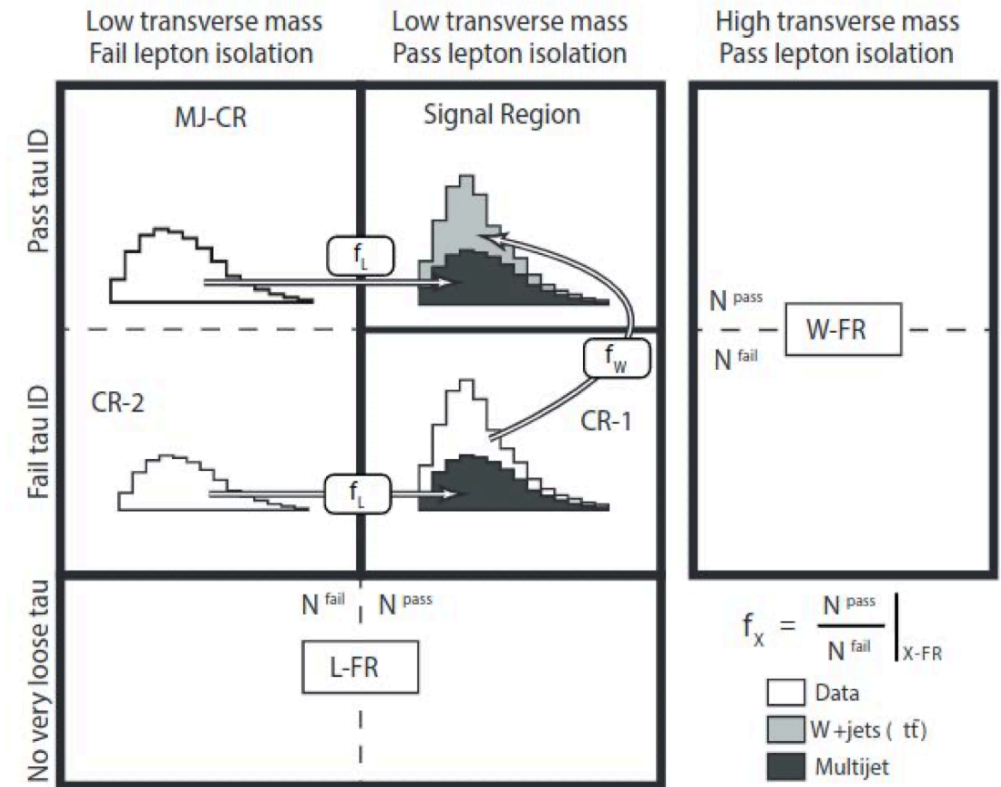 Low transverse mass
Fail lepton isolation
Low transverse mass
Pass lepton isolation
High transverse mass
Pass lepton isolation
Pass tau ID
MJ-CR
Signal Region
f_L
N^pass
W-FR
N^fail
f_W
Fail tau ID
CR-2
CR-1
f_L
No very loose tau
N^fail
N^pass
L-FR
f_X = N^pass / N^fail |_X-FR
Data
W+jets ( tt̄)
Multijet